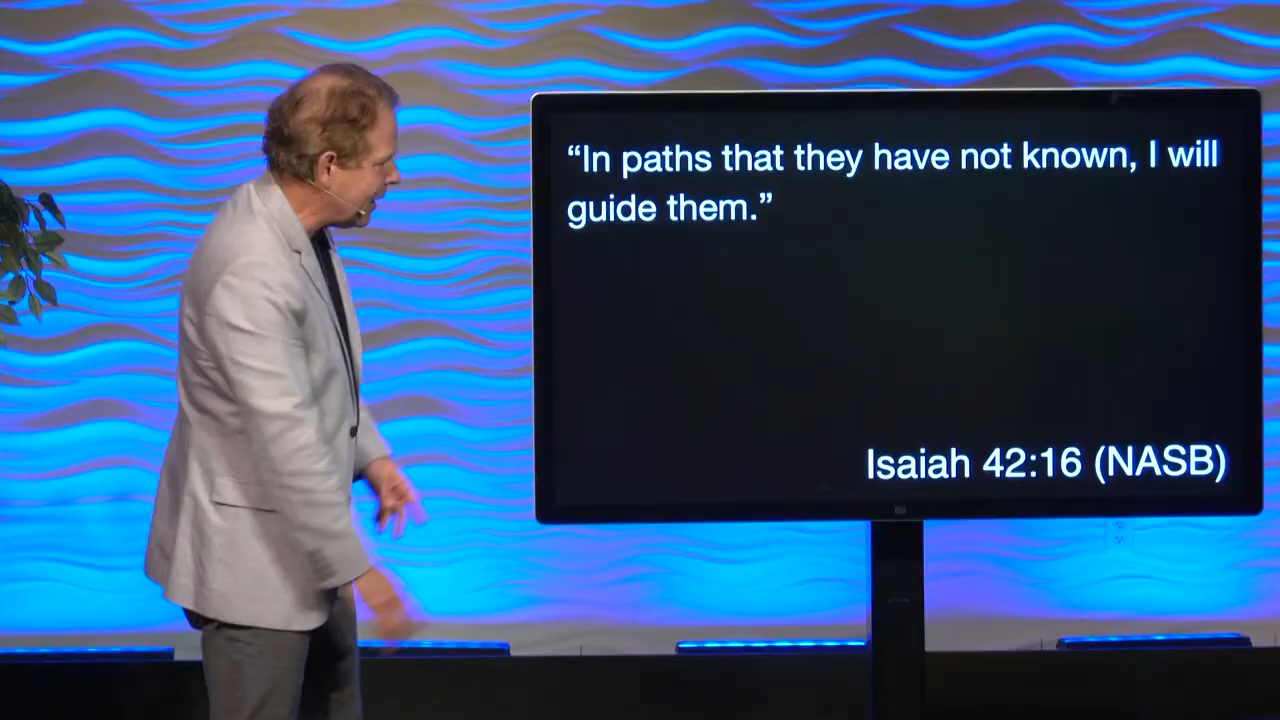 “In paths that they have not known, I will
guide them.”
Isaiah 42:16 (NASB)